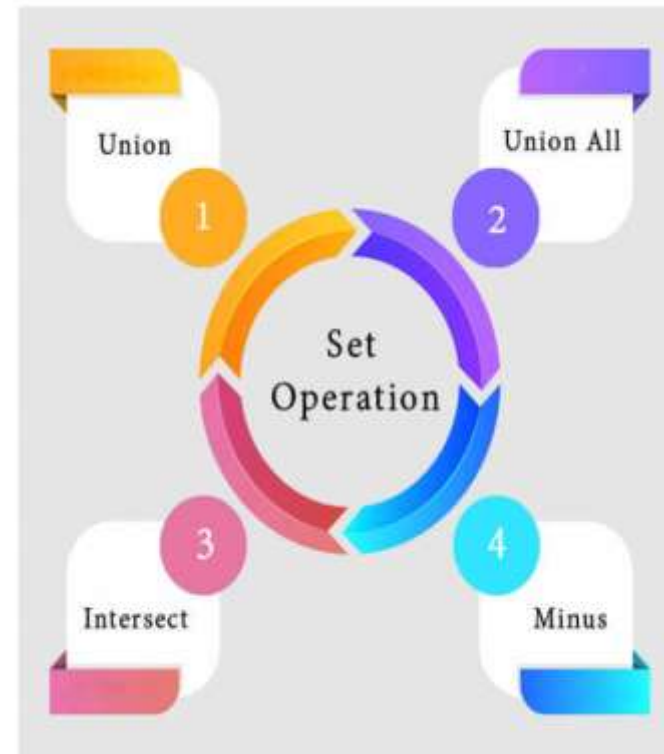 Union
1
Union All
2
Set
Operation
3
Intersect
4
Minus